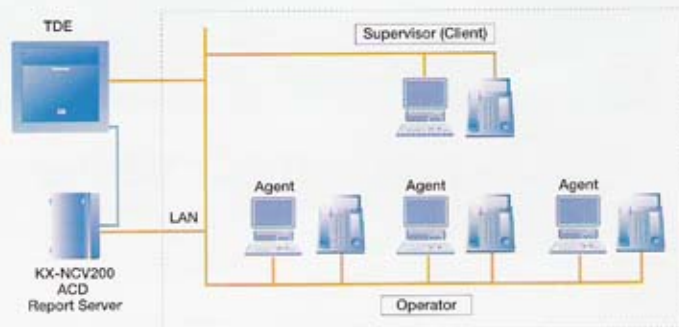 TDE
Supervisor (Client)
Agent
Agent
Agent
LAN
KX-NCV200
ACD
Report Server
Operator